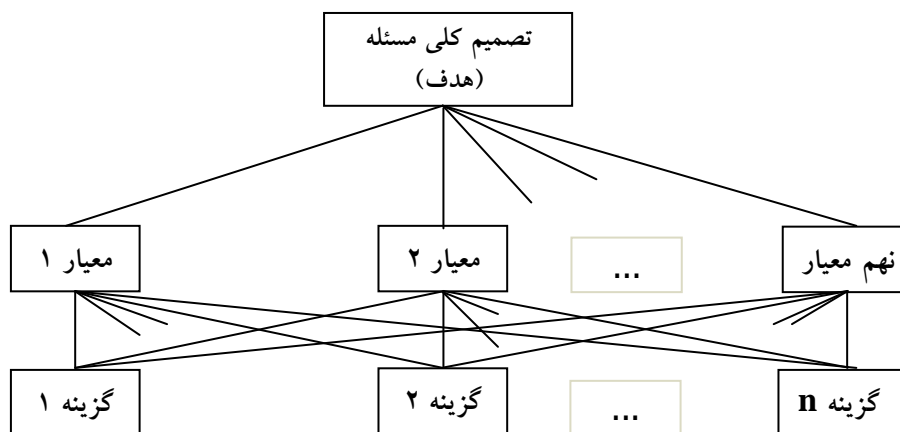 تصمیم کلی مسئله
(هدف)
معیار ۱
معیار ۲
...
نهم معیار
گزینه ۱
گزینه ۲
...
گزینه n